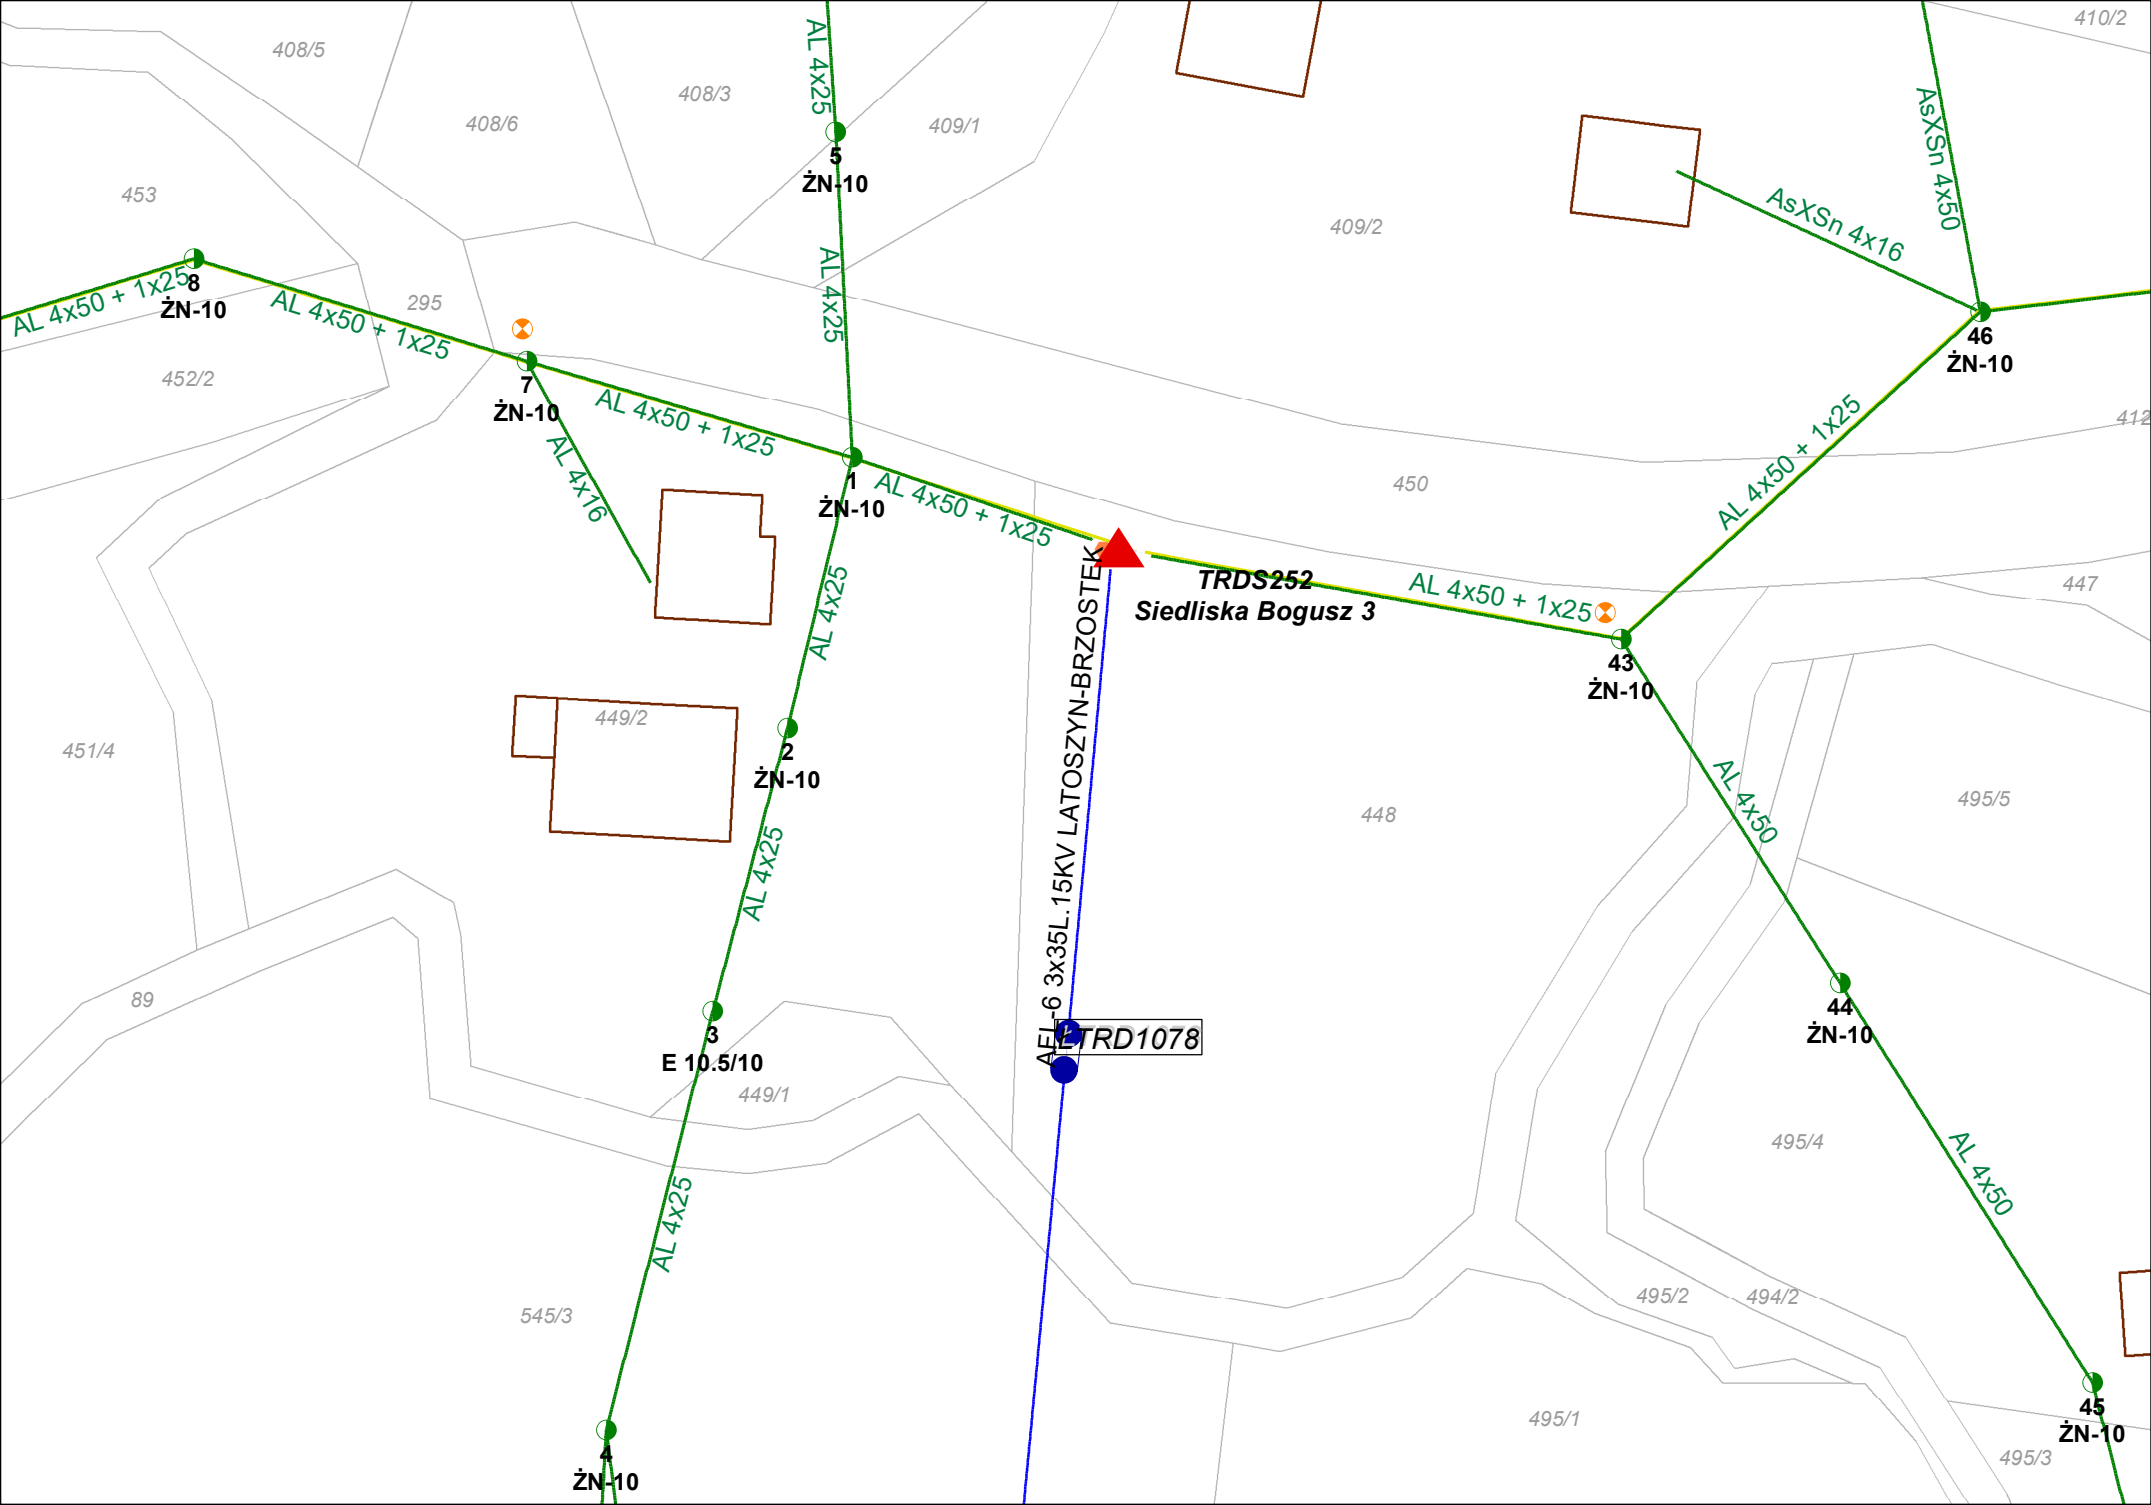 410/2
408/5
AL 4x25
408/3
408/6
409/1
5
ŻN-10
AsXSn 4x50
453
AsXSn 4x16
409/2
8
ŻN-10
AL 4x50 + 1x25
AL 4x50 + 1x25
295
AL 4x25
46
ŻN-10
452/2
7
ŻN-10
AL 4x50 + 1x25
412
AL 4x16
1
ŻN-10
AL 4x50 + 1x25
450
AL 4x50 + 1x25
TRDS252
Siedliska Bogusz 3
AL 4x50 + 1x25
447
AL 4x25
43
ŻN-10
449/2
451/4
2
ŻN-10
AFL-6 3x35L.15KV LATOSZYN-BRZOSTEK
448
AL 4x50
495/5
AL 4x25
89
3
E 10.5/10
449/1
ŁTRD1078
44
ŻN-10
495/4
AL 4x50
AL 4x25
545/3
495/2
494/2
495/1
45
ŻN-10
4
ŻN-10
495/3